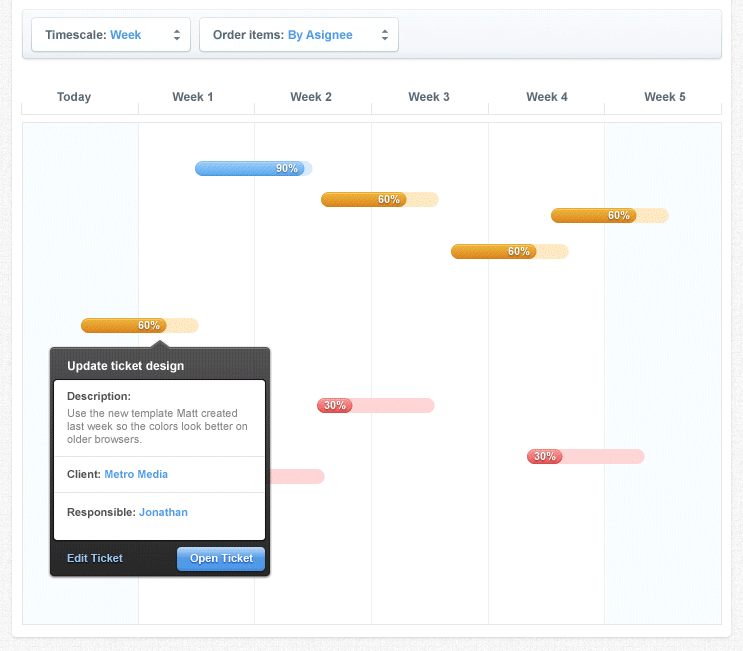 Timescale: Week
Order items: By Asignee
Today
Week 1
Week 2
Week 3
Week 4
Week 5
90%
60%
60%
60%
60%
Update ticket design
Description:
Use the new template Matt created
last week so the colors look better on
older browsers.
Client: Metro Media
Responsible: Jonathan
Edit Ticket
Open Ticket
30%
30%